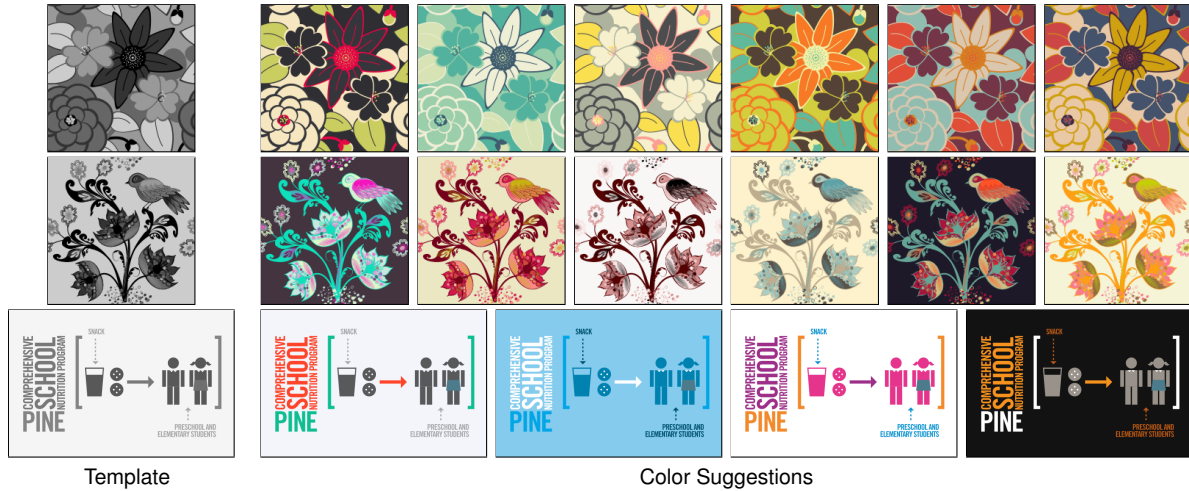 COMPREHENSIVE
SCHOOL
NUTRITION PROGRAM
PINE
SNACK
PRESCHOOL AND
ELEMENTARY STUDENTS
COMPREHENSIVE
SCHOOL
NUTRITION PROGRAM
PINE
SNACK
PRESCHOOL AND
ELEMENTARY STUDENTS
COMPREHENSIVE
SCHOOL
NUTRITION PROGRAM
PINE
SNACK
PRESCHOOL AND
ELEMENTARY STUDENTS
COMPREHENSIVE
SCHOOL
NUTRITION PROGRAM
PINE
SNACK
PRESCHOOL AND
ELEMENTARY STUDENTS
COMPREHENSIVE
SCHOOL
NUTRITION PROGRAM
PINE
SNACK
PRESCHOOL AND
ELEMENTARY STUDENTS
Template
Color Suggestions